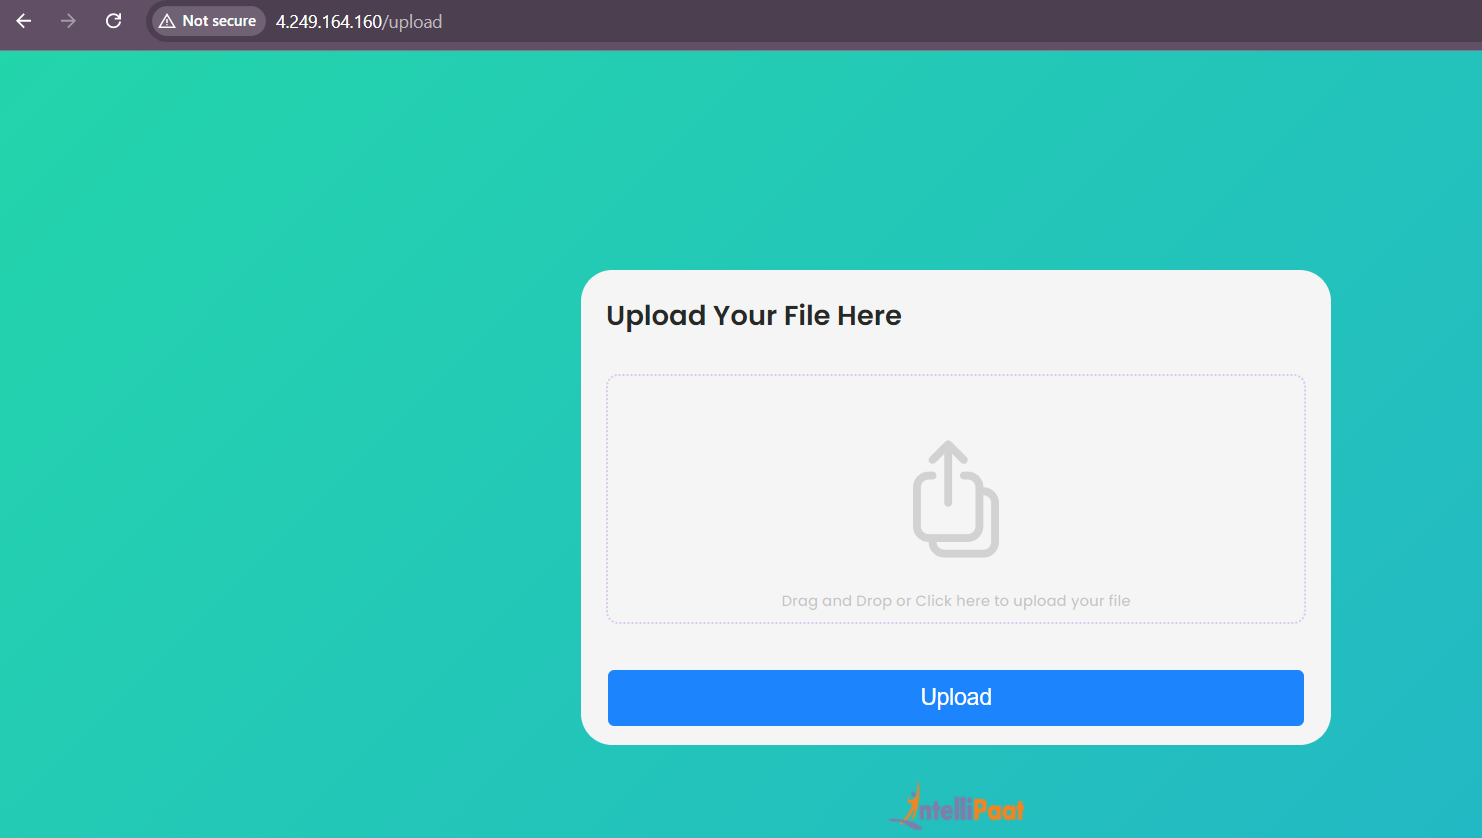 Not secure 4.249.164.160/upload
Upload Your File Here
Drag and Drop or Click here to upload your file
Upload
IntelliPaat